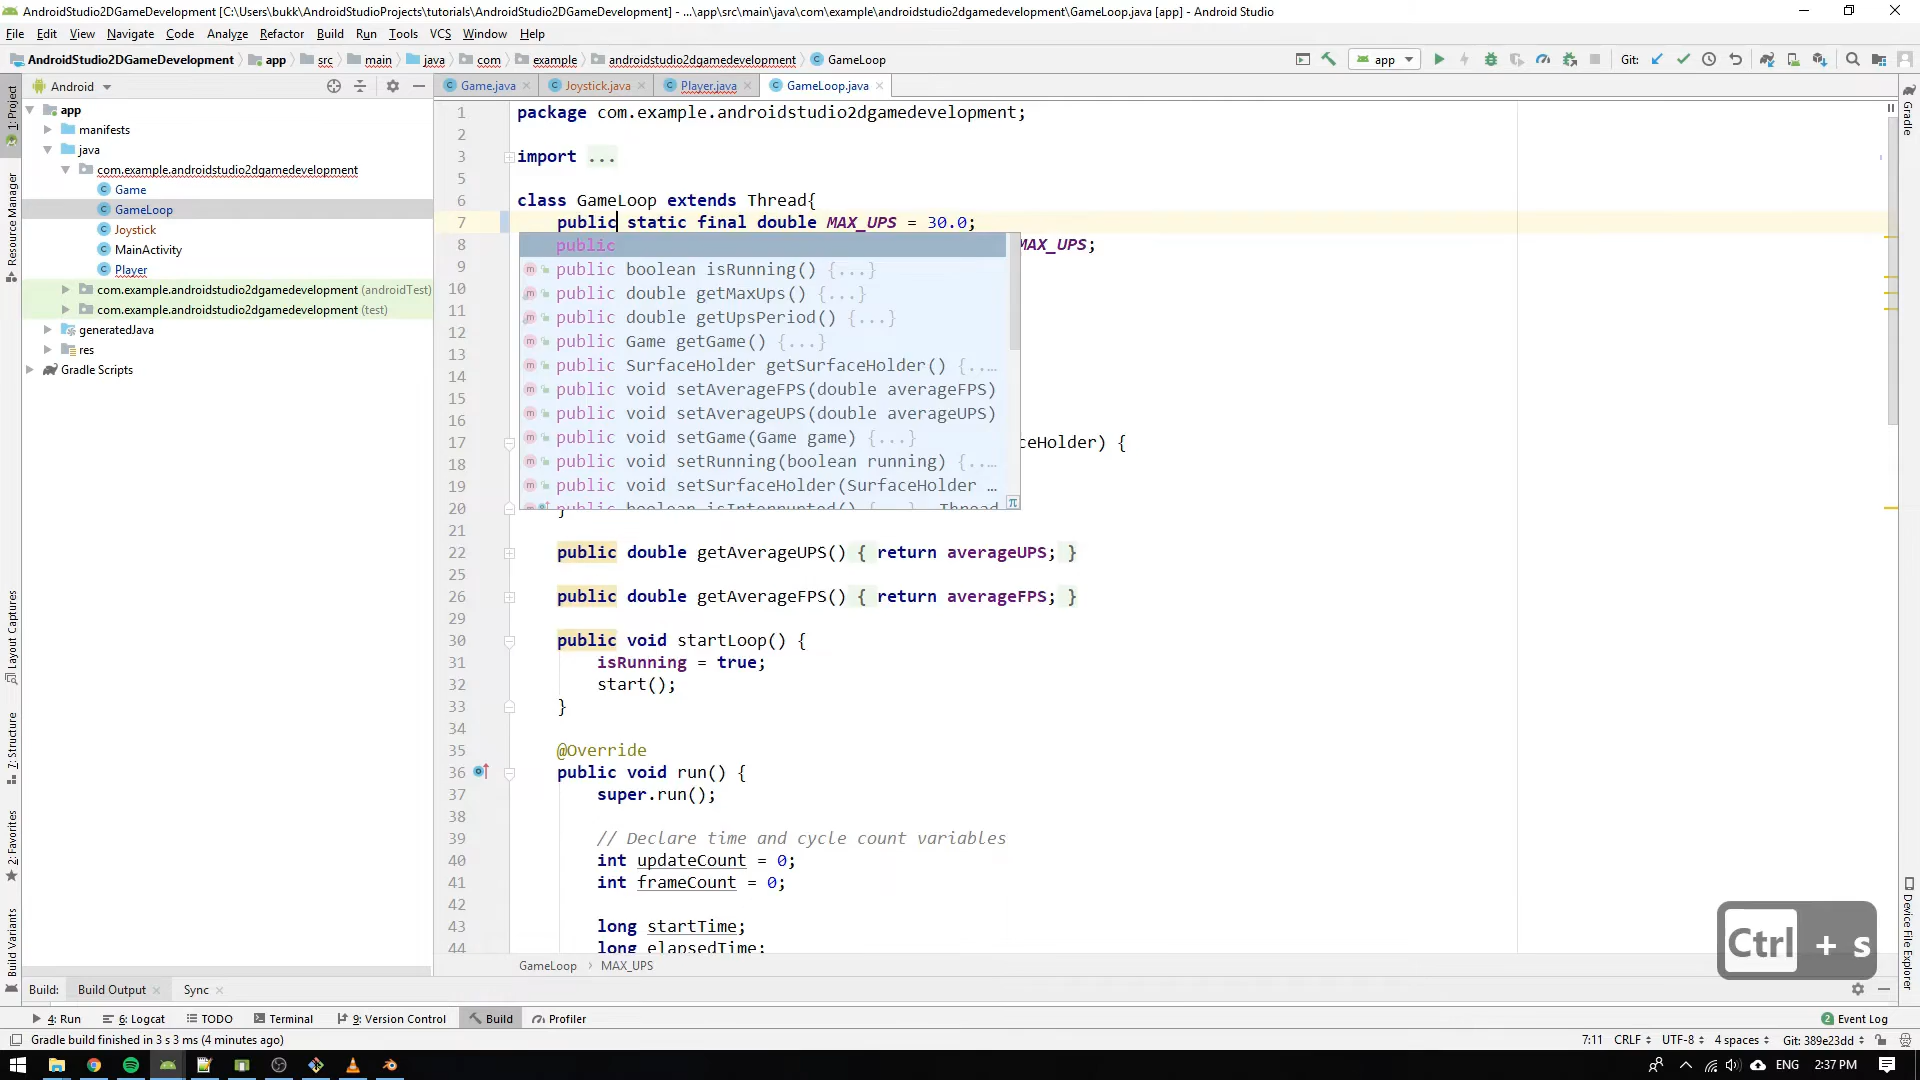 AndroidStudio2DGameDevelopment [C:\Users\bukk\AndroidStudioProjects\tutorials\AndroidStudio2DGameDevelopment] - ...\app\src\main\java\com\example\androidstudio2dgamedevelopment\GameLoop.java [app] - Android Studio
File Edit View Navigate Code Analyze Refactor Build Run Tools VCS Window Help
AndroidStudio2DGameDevelopment app src main java com example androidstudio2dgamedevelopment GameLoop app Git:
Android Game.java Joystick.java Player.java GameLoop.java
1: Project
Resource Manager
Layout Captures
7: Structure
2: Favorites
Build Variants
app
manifests
java
com.example.androidstudio2dgamedevelopment
Game
GameLoop
Joystick
MainActivity
Player
com.example.androidstudio2dgamedevelopment (androidTest)
com.example.androidstudio2dgamedevelopment (test)
generatedJava
res
Gradle Scripts
1 package com.example.androidstudio2dgamedevelopment;
2
3 import ...
5
6 class GameLoop extends Thread{
7 public static final double MAX_UPS = 30.0;
8 MAX_UPS;
public
9
public boolean isRunning() {...}
10
public double getMaxUps() {...}
11
public double getUpsPeriod() {...}
12
13
public Game getGame() {...}
14
public SurfaceHolder getSurfaceHolder() {...
15
public void setAverageFPS(double averageFPS)
16
public void setAverageUPS(double averageUPS)
17 ceHolder) {
public void setGame(Game game) {...}
18
public void setRunning(boolean running) {...
19
public void setSurfaceHolder(SurfaceHolder …
20 }
public boolean isInterrupted() {...} Thread
21
22 public double getAverageUPS() { return averageUPS; }
25
26 public double getAverageFPS() { return averageFPS; }
29
30 public void startLoop() {
31 isRunning = true;
32 start();
33 }
34
35 @Override
36 public void run() {
37 super.run();
38
39 // Declare time and cycle count variables
40 int updateCount = 0;
41 int frameCount = 0;
42
43 long startTime;
44 long elapsedTime;
GameLoop MAX_UPS
Gradle
Device File Explorer
Ctrl + s
Build: Build Output Sync
4: Run 6: Logcat TODO Terminal 9: Version Control Build Profiler 2 Event Log
Gradle build finished in 3 s 3 ms (4 minutes ago) 7:11 CRLF UTF-8 4 spaces Git: 389e23dd
ENG 2:37 PM